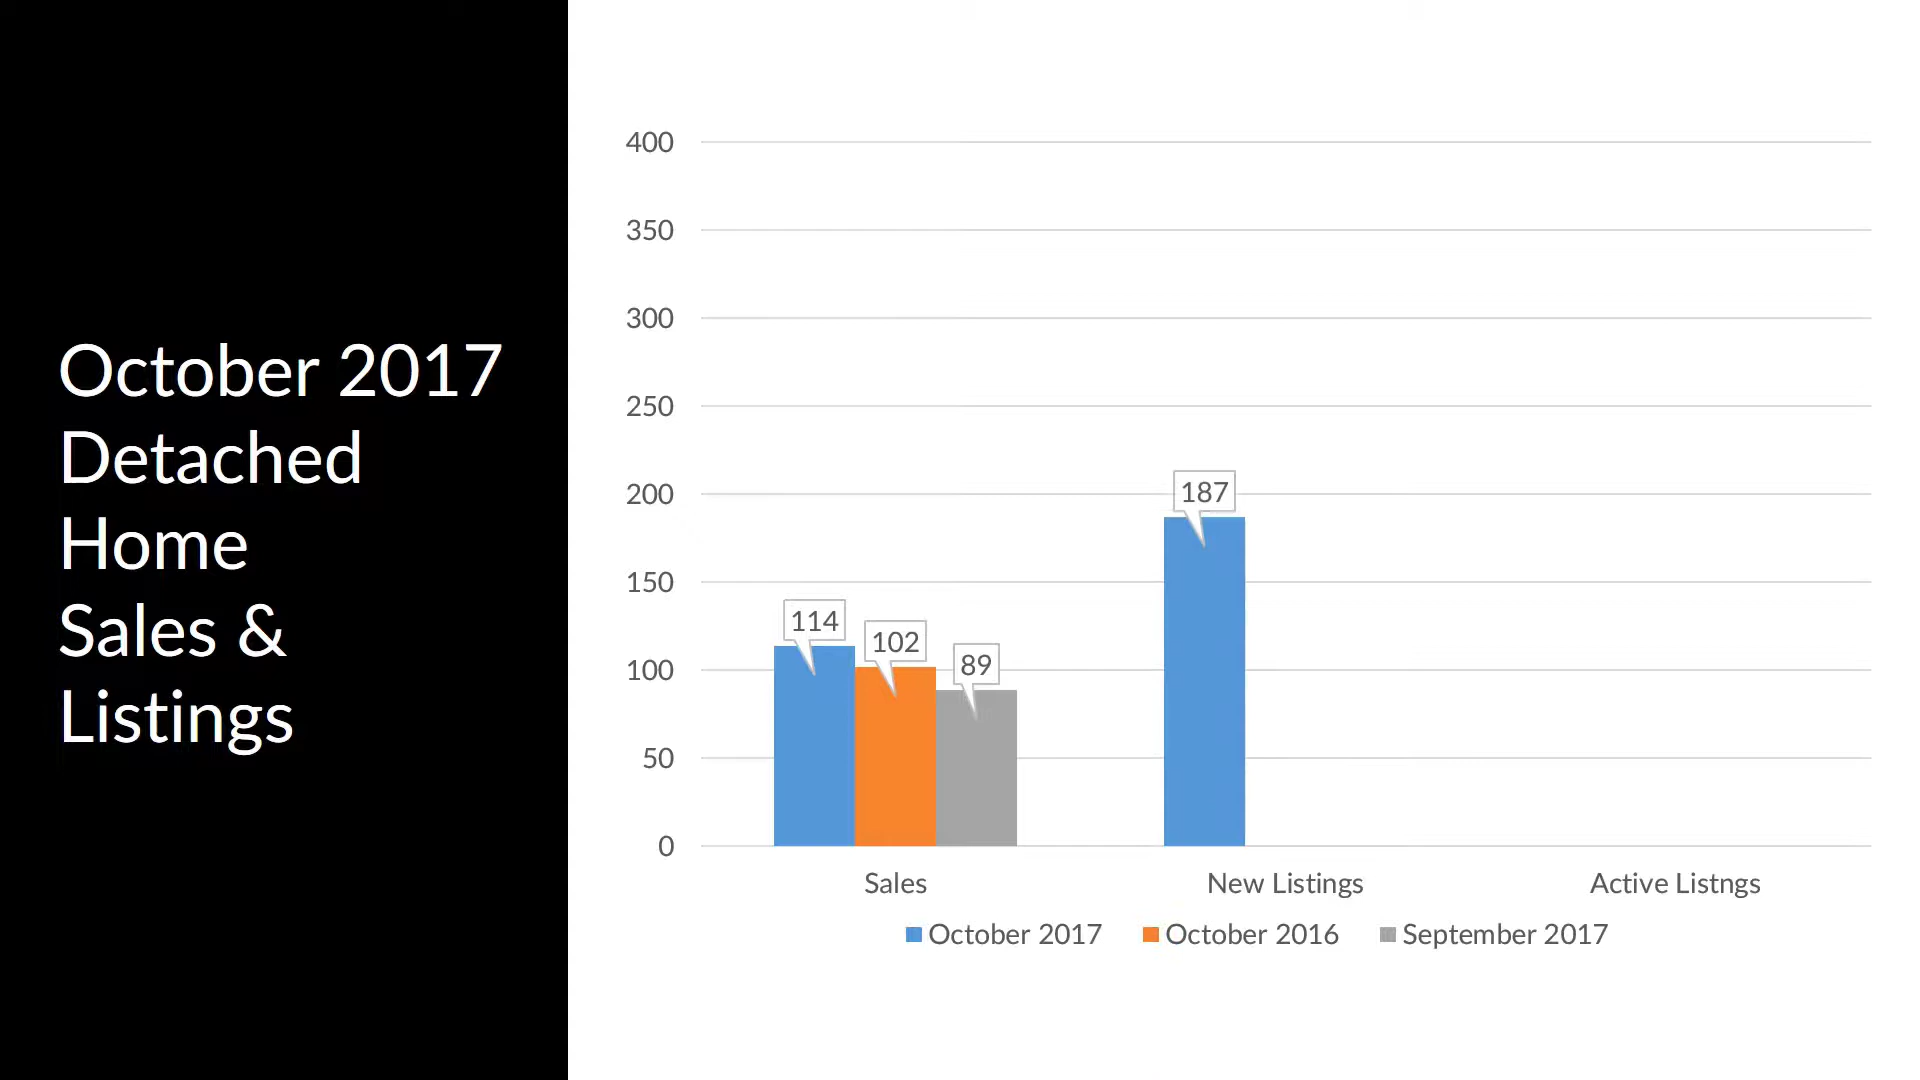 October 2017
Detached
Home
Sales &
Listings
400
350
300
250
200
150
100
50
0
187
114
102
89
Sales
New Listings
Active Listngs
October 2017
October 2016
September 2017